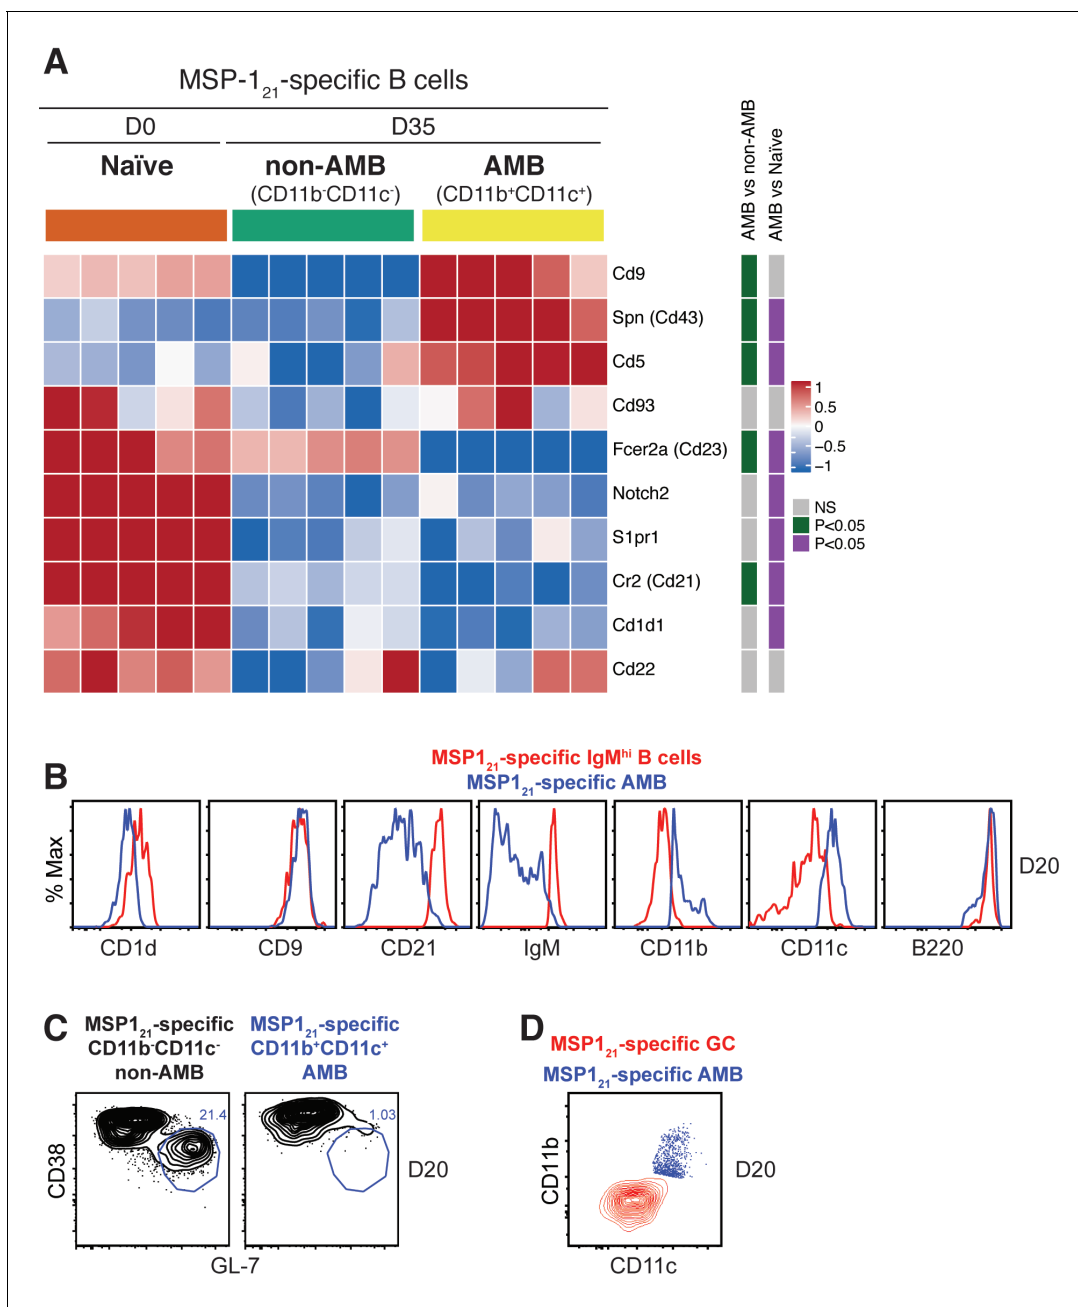 A
MSP-1₂₁-specific B cells
D0 D35
Naïve non-AMB AMB
(CD11b⁻CD11c⁻) (CD11b⁺CD11c⁺)
AMB vs non-AMB
AMB vs Naïve
Cd9
Spn (Cd43)
Cd5
Cd93
Fcer2a (Cd23)
Notch2
S1pr1
Cr2 (Cd21)
Cd1d1
Cd22
1
0.5
0
−0.5
−1
NS
P<0.05
P<0.05
B
MSP1₂₁-specific IgMʰⁱ B cells
MSP1₂₁-specific AMB
% Max
D20
CD1d CD9 CD21 IgM CD11b CD11c B220
C
MSP1₂₁-specific
CD11b⁻CD11c⁻
non-AMB
MSP1₂₁-specific
CD11b⁺CD11c⁺
AMB
21.4
1.03
CD38
D20
GL-7
D
MSP1₂₁-specific GC
MSP1₂₁-specific AMB
CD11b
D20
CD11c